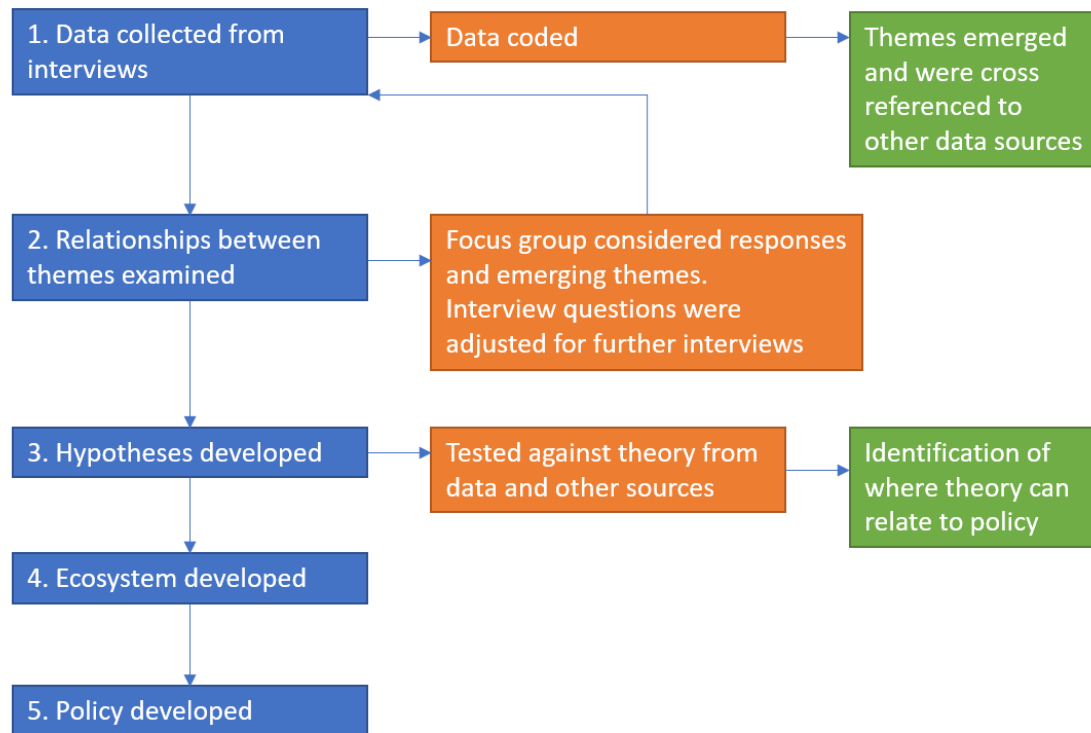 1. Data collected from
interviews
Data coded
Themes emerged
and were cross
referenced to
other data sources
2. Relationships between
themes examined
Focus group considered responses
and emerging themes.
Interview questions were
adjusted for further interviews
3. Hypotheses developed
Tested against theory from
data and other sources
Identification of
where theory can
relate to policy
4. Ecosystem developed
5. Policy developed